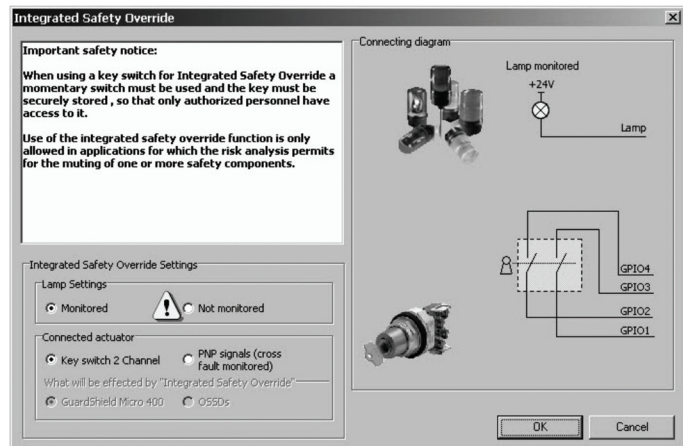 Integrated Safety Override
Important safety notice:
When using a key switch for Integrated Safety Override a
momentary switch must be used and the key must be
securely stored , so that only authorized personnel have
access to it.
Use of the integrated safety override function is only
allowed in applications for which the risk analysis permits
for the muting of one or more safety components.
Integrated Safety Override Settings
Lamp Settings
Monitored
Not monitored
Connected actuator
Key switch 2 Channel
PNP signals (cross
fault monitored)
What will be effected by "Integrated Safety Override"
GuardShield Micro 400
OSSDs
Connecting diagram
Lamp monitored
+24V
Lamp
GPIO4
GPIO3
GPIO2
GPIO1
OK
Cancel